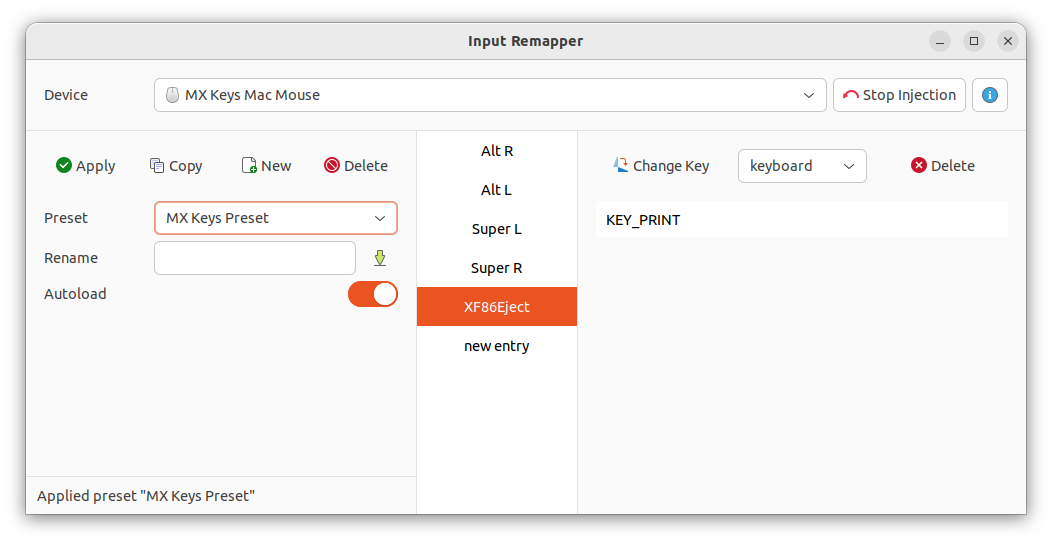 Input Remapper
Device MX Keys Mac Mouse Stop Injection
Apply Copy New Delete
Preset MX Keys Preset
Rename
Autoload
Applied preset "MX Keys Preset"
Alt R
Alt L
Super L
Super R
XF86Eject
new entry
Change Key keyboard Delete
KEY_PRINT